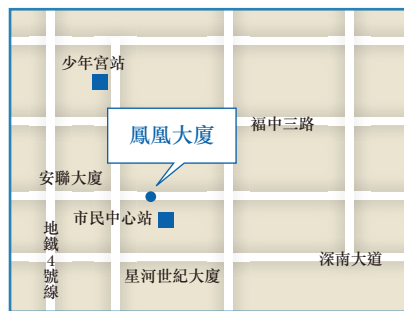 少年宮站
鳳凰大廈
福中三路
安聯大廈
市民中心站
地鐵4號線
深南大道
星河世紀大廈